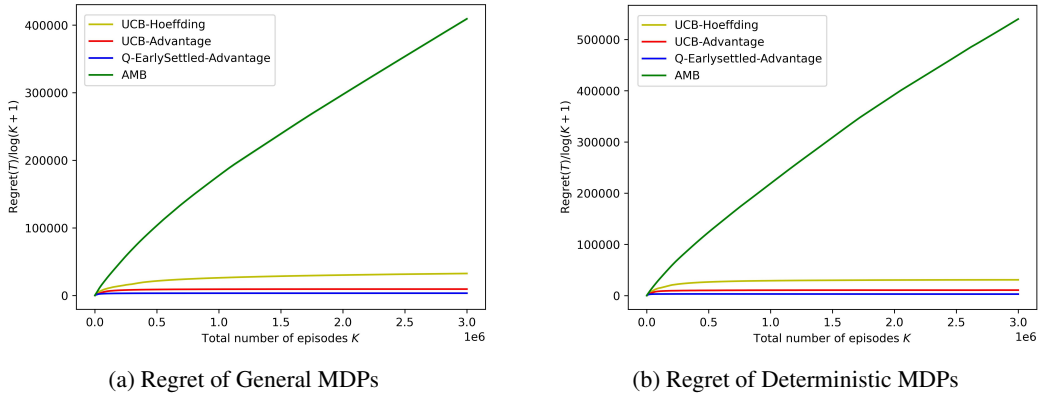 UCB-Hoeffding
UCB-Advantage
Q-EarlySettled-Advantage
AMB
400000
300000
200000
100000
0
Regret(T)/log(K + 1)
0.0 0.5 1.0 1.5 2.0 2.5 3.0
1e6
Total number of episodes K
(a) Regret of General MDPs
UCB-Hoeffding
UCB-Advantage
Q-Earlysettled-Advantage
AMB
500000
400000
300000
200000
100000
0
Regret(T)/log(K + 1)
0.0 0.5 1.0 1.5 2.0 2.5 3.0
1e6
Total number of episodes K
(b) Regret of Deterministic MDPs